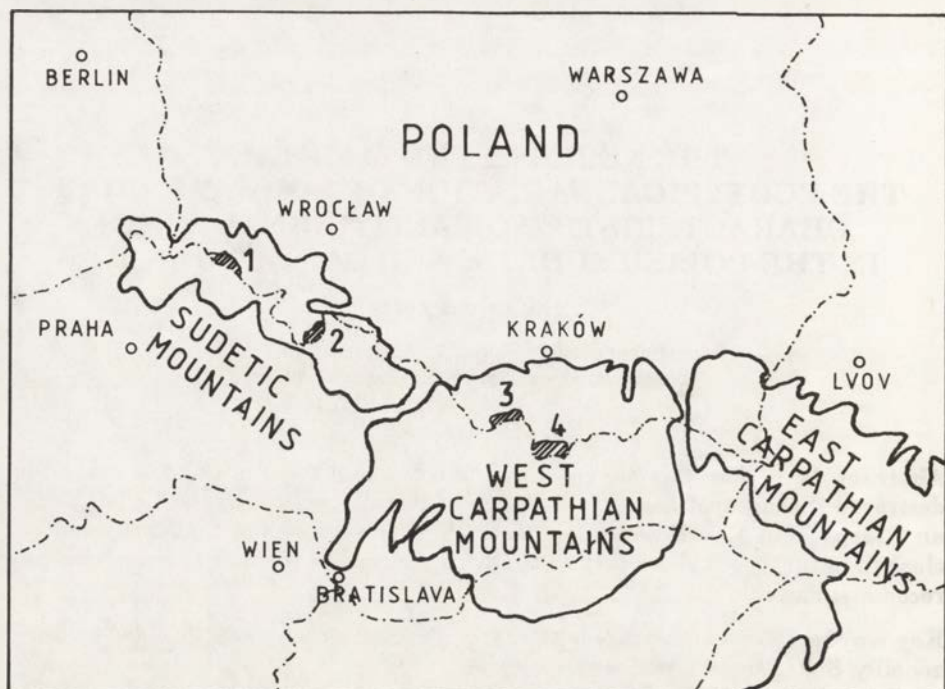 BERLIN
WARSZAWA
POLAND
WROCŁAW
1
PRAHA
SUDETIC
MOUNTAINS
2
KRAKÓW
LVOV
3
4
WEST
CARPATHIAN
MOUNTAINS
EAST
CARPATHIAN
MOUNTAINS
WIEN
BRATISLAVA